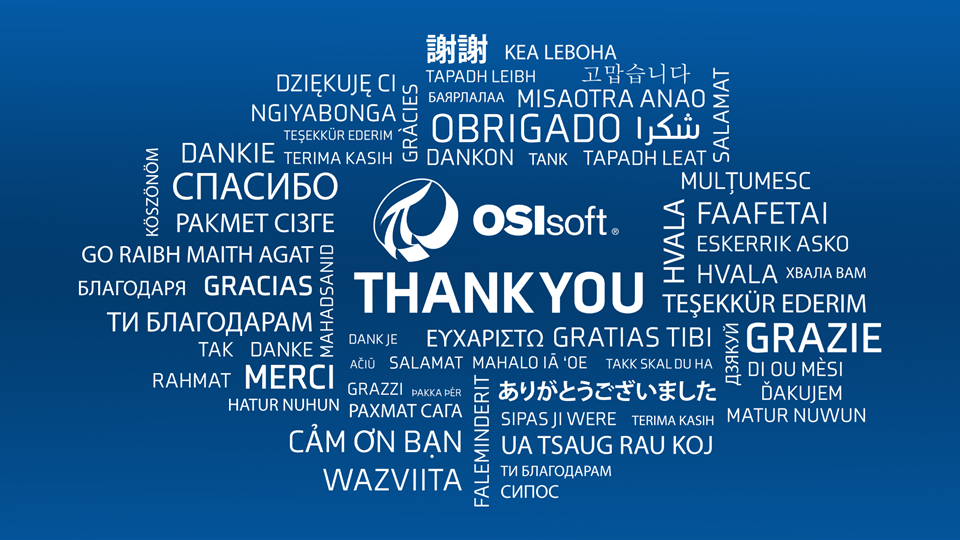 謝謝
KEA LEBOHA
DZIĘKUJĘ CI
TAPADH LEIBH
고맙습니다
NGIYABONGA
GRÀCIES
БАЯРЛАЛАА
MISAOTRA ANAO
SALAMAT
TEŞEKKÜR EDERIM
OBRIGADO
شكرا
DANKIE
TERIMA KASIH
DANKON
TANK
TAPADH LEAT
KÖSZÖNÖM
СПАСИБО
MULȚUMESC
РАКМЕТ СІЗГЕ
OSIsoft®
HVALA
FAAFETAI
GO RAIBH MAITH AGAT
ESKERRIK ASKO
БЛАГОДАРЯ
GRACIAS
MAHADSANID
THANK YOU
HVALA
ХВАЛА ВАМ
TEŞEKKÜR EDERIM
ТИ БЛАГОДАРАМ
DANK JE
ΕΥΧΑΡΙΣΤΩ
GRATIAS TIBI
ДЗЯКУЙ
GRAZIE
TAK
DANKE
AČIŪ
SALAMAT
MAHALO IĀ ‘OE
TAKK SKAL DU HA
DI OU MÈSI
RAHMAT
MERCI
GRAZZI
ÞAKKA ÞÉR
FALEMINDERIT
ありがとうございました
ĎAKUJEM
HATUR NUHUN
РАХМАТ САГА
SIPAS JI WERE
TERIMA KASIH
MATUR NUWUN
CẢM ƠN BẠN
UA TSAUG RAU KOJ
WAZVIITA
ТИ БЛАГОДАРАМ
СИПОС